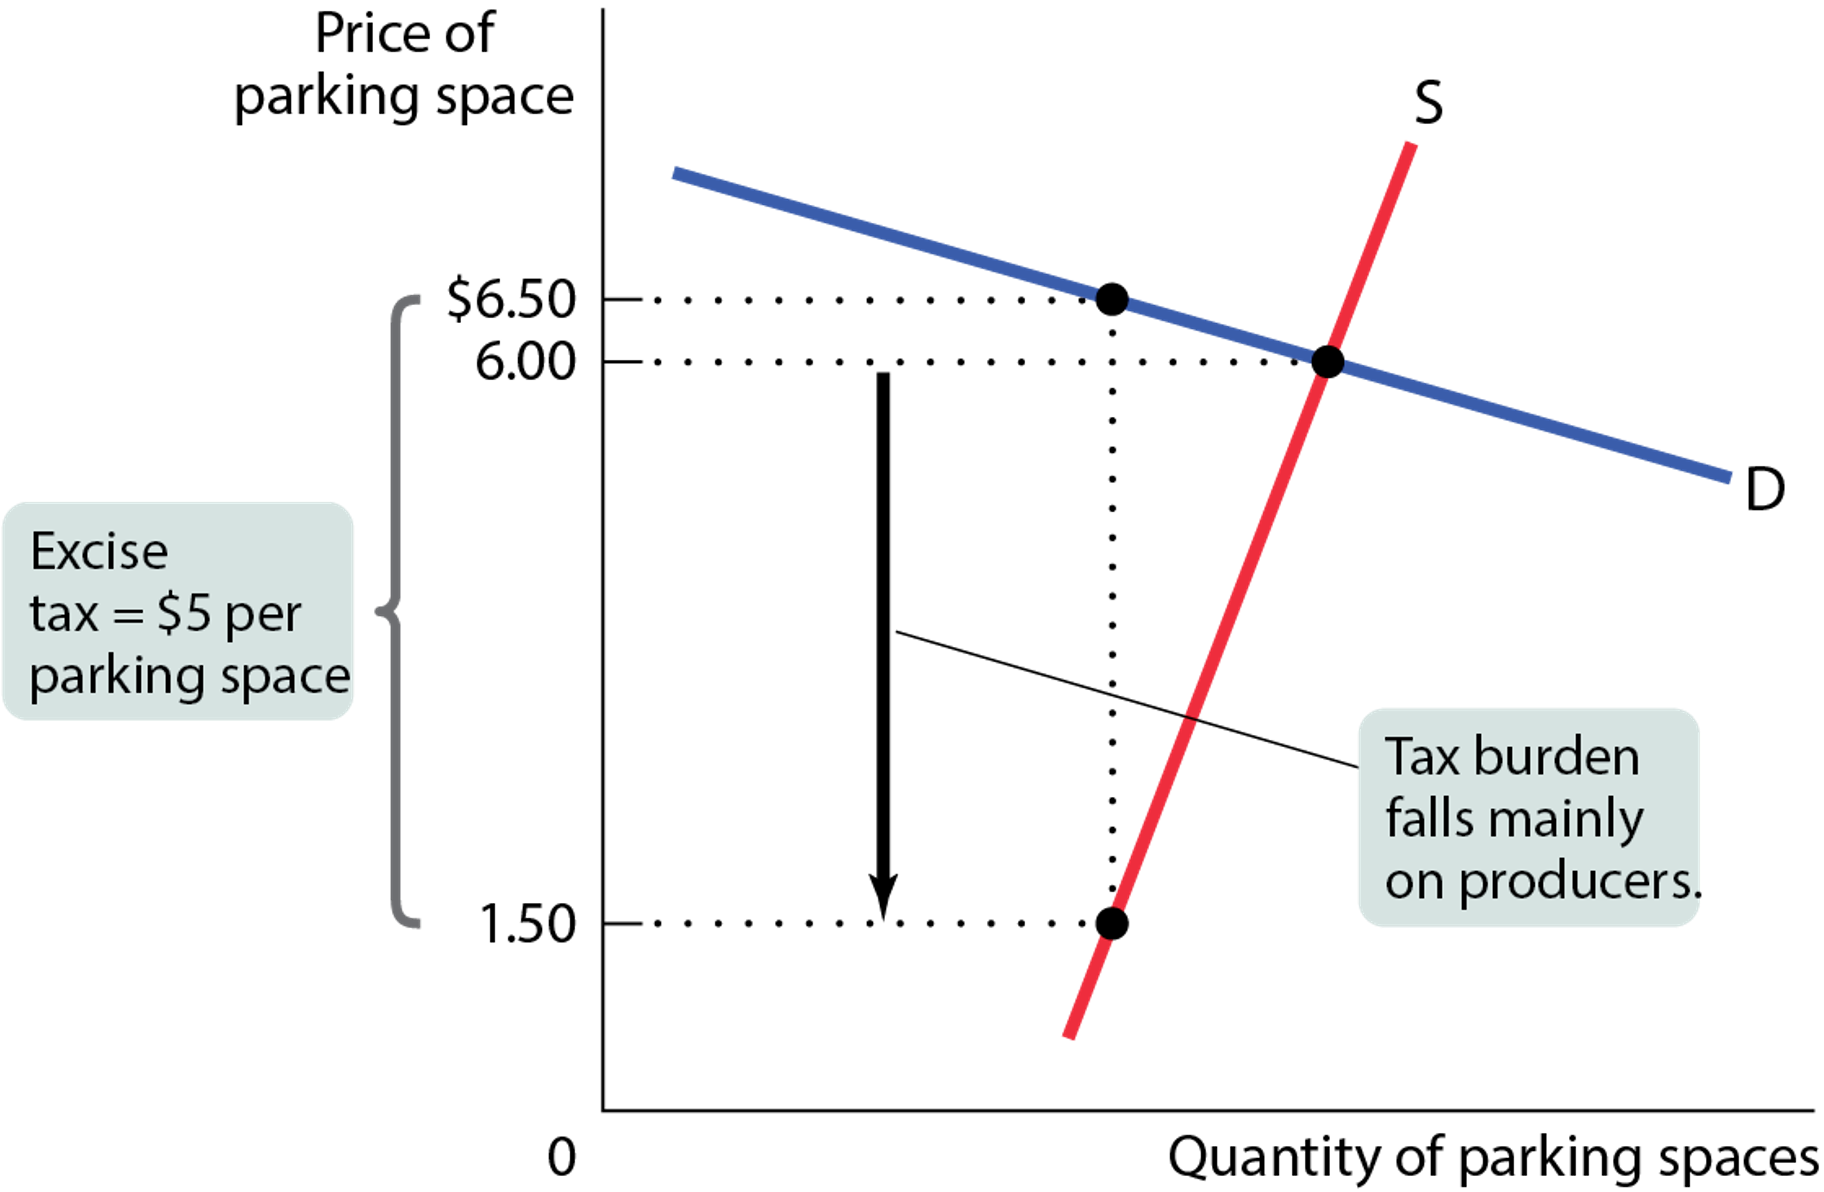 Price of
parking space
S
$6.50
6.00
D
Excise
tax = $5 per
parking space
Tax burden
falls mainly
on producers.
1.50
0
Quantity of parking spaces